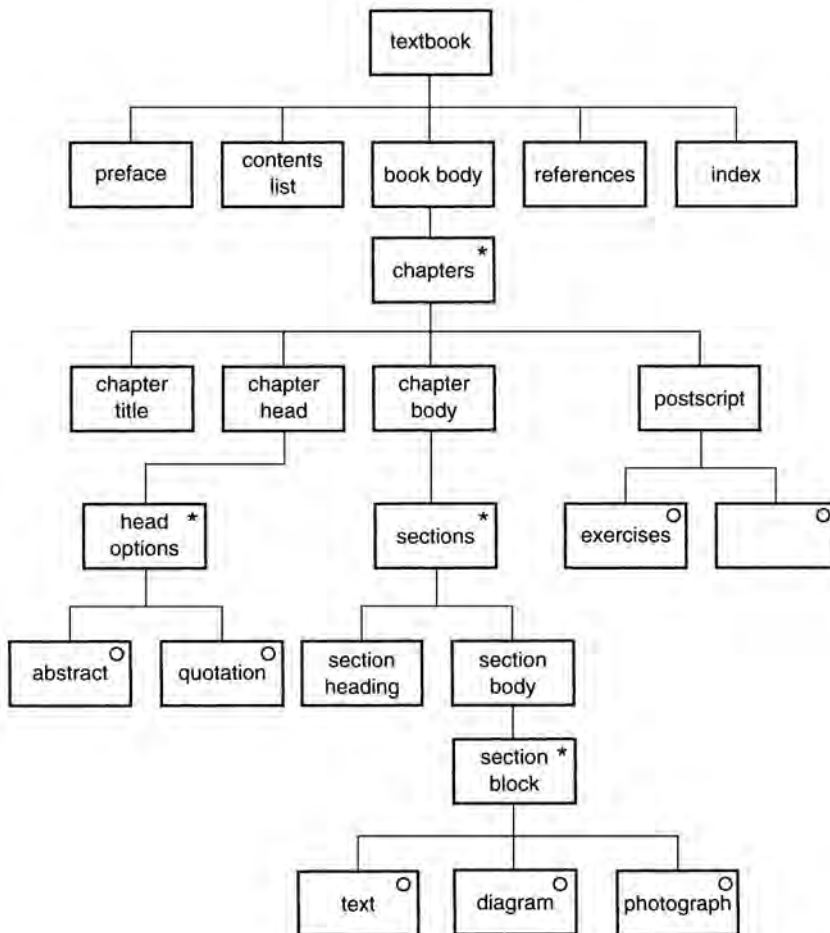 textbook
preface
contents
list
book body
references
index
chapters *
chapter
title
chapter
head
chapter
body
postscript
head *
options
sections *
exercises
abstract
quotation
section
heading
section
body
section *
block
text
diagram
photograph